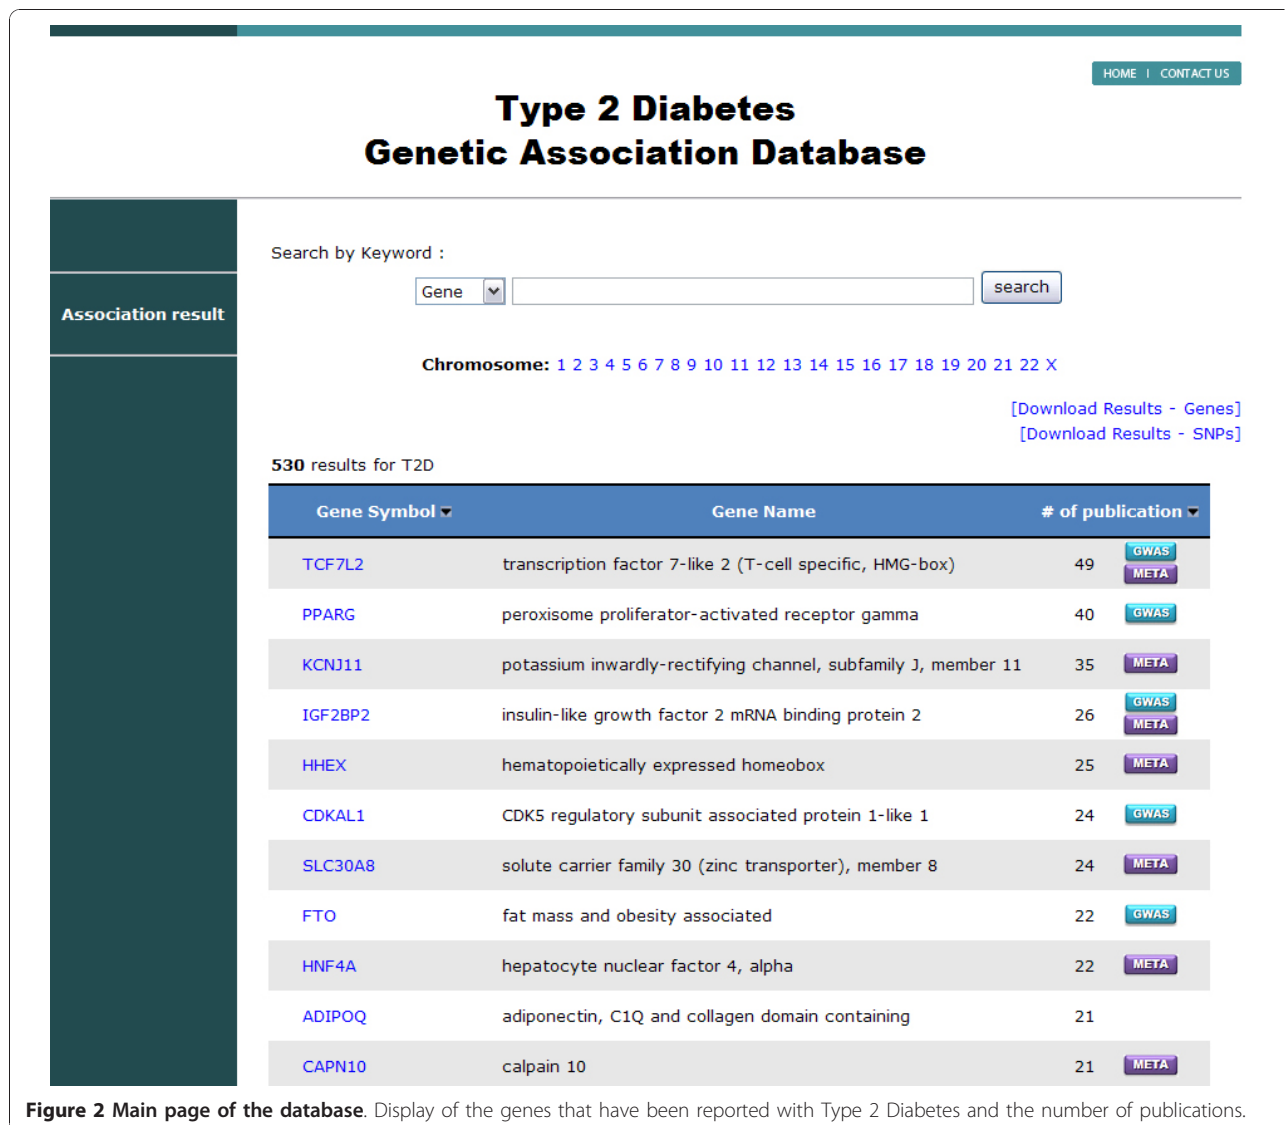 HOME | CONTACT US
Type 2 Diabetes
Genetic Association Database
Association result
Search by Keyword :
Gene search
Chromosome: 1 2 3 4 5 6 7 8 9 10 11 12 13 14 15 16 17 18 19 20 21 22 X
[Download Results - Genes]
[Download Results - SNPs]
530 results for T2D
Gene Symbol Gene Name # of publication
TCF7L2 transcription factor 7-like 2 (T-cell specific, HMG-box) 49 GWAS META
PPARG peroxisome proliferator-activated receptor gamma 40 GWAS
KCNJ11 potassium inwardly-rectifying channel, subfamily J, member 11 35 META
IGF2BP2 insulin-like growth factor 2 mRNA binding protein 2 26 GWAS META
HHEX hematopoietically expressed homeobox 25 META
CDKAL1 CDK5 regulatory subunit associated protein 1-like 1 24 GWAS
SLC30A8 solute carrier family 30 (zinc transporter), member 8 24 META
FTO fat mass and obesity associated 22 GWAS
HNF4A hepatocyte nuclear factor 4, alpha 22 META
ADIPOQ adiponectin, C1Q and collagen domain containing 21
CAPN10 calpain 10 21 META
Figure 2 Main page of the database. Display of the genes that have been reported with Type 2 Diabetes and the number of publications.